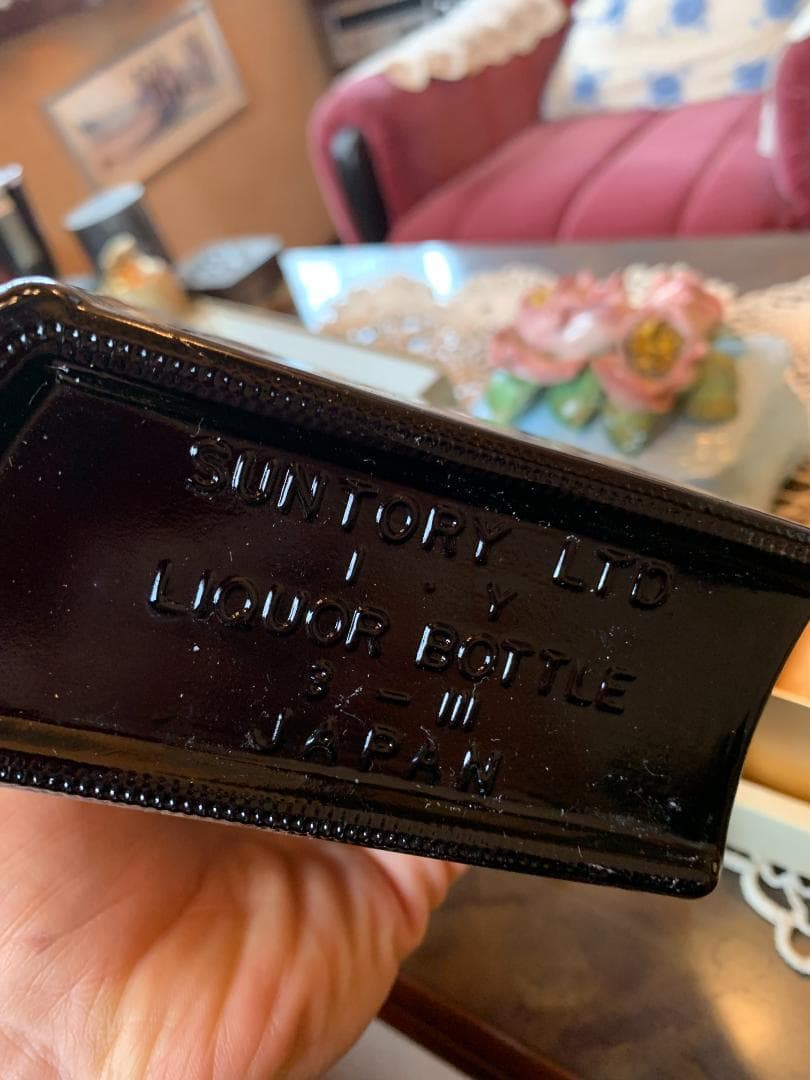 SUNTORY LTD
I . Y
LIQUOR BOTTLE
3 - III
JAPAN